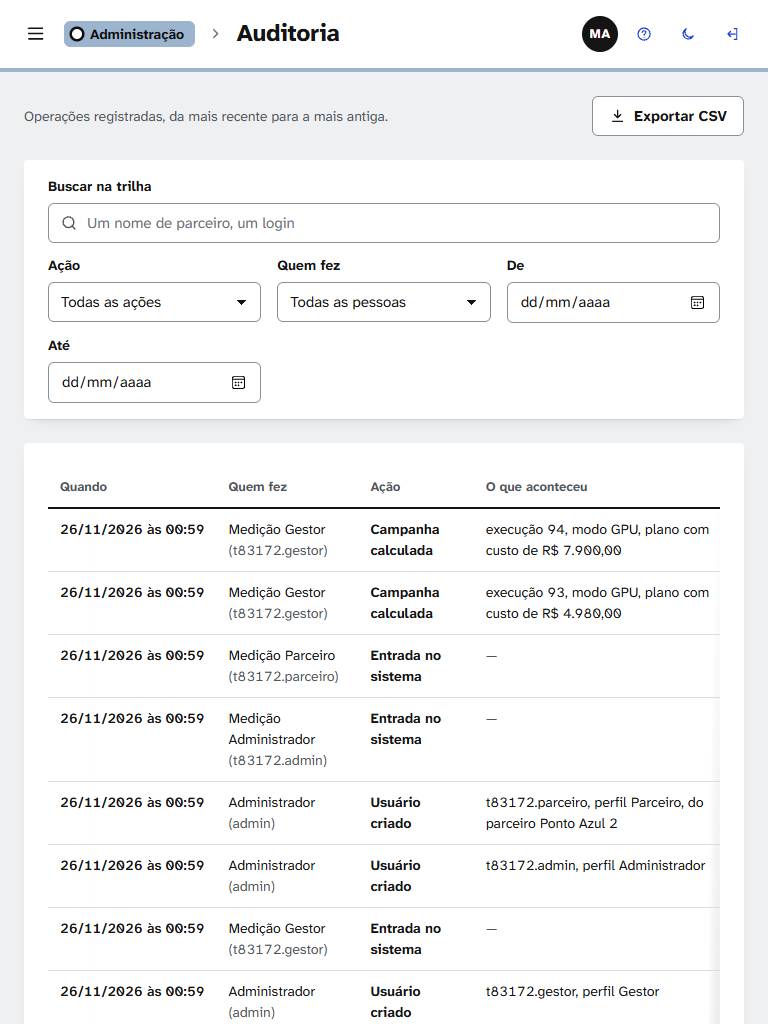 Administração
Auditoria
MA
Operações registradas, da mais recente para a mais antiga.
Exportar CSV
Buscar na trilha
Um nome de parceiro, um login
Ação
Quem fez
De
Todas as ações
Todas as pessoas
dd/mm/aaaa
Até
dd/mm/aaaa
Quando
Quem fez
Ação
O que aconteceu
26/11/2026 às 00:59
Medição Gestor
(t83172.gestor)
Campanha
calculada
execução 94, modo GPU, plano com
custo de R$ 7.900,00
26/11/2026 às 00:59
Medição Gestor
(t83172.gestor)
Campanha
calculada
execução 93, modo GPU, plano com
custo de R$ 4.980,00
26/11/2026 às 00:59
Medição Parceiro
(t83172.parceiro)
Entrada no
sistema
—
26/11/2026 às 00:59
Medição
Administrador
(t83172.admin)
Entrada no
sistema
—
26/11/2026 às 00:59
Administrador
(admin)
Usuário
criado
t83172.parceiro, perfil Parceiro, do
parceiro Ponto Azul 2
26/11/2026 às 00:59
Administrador
(admin)
Usuário
criado
t83172.admin, perfil Administrador
26/11/2026 às 00:59
Medição Gestor
(t83172.gestor)
Entrada no
sistema
—
26/11/2026 às 00:59
Administrador
(admin)
Usuário
criado
t83172.gestor, perfil Gestor